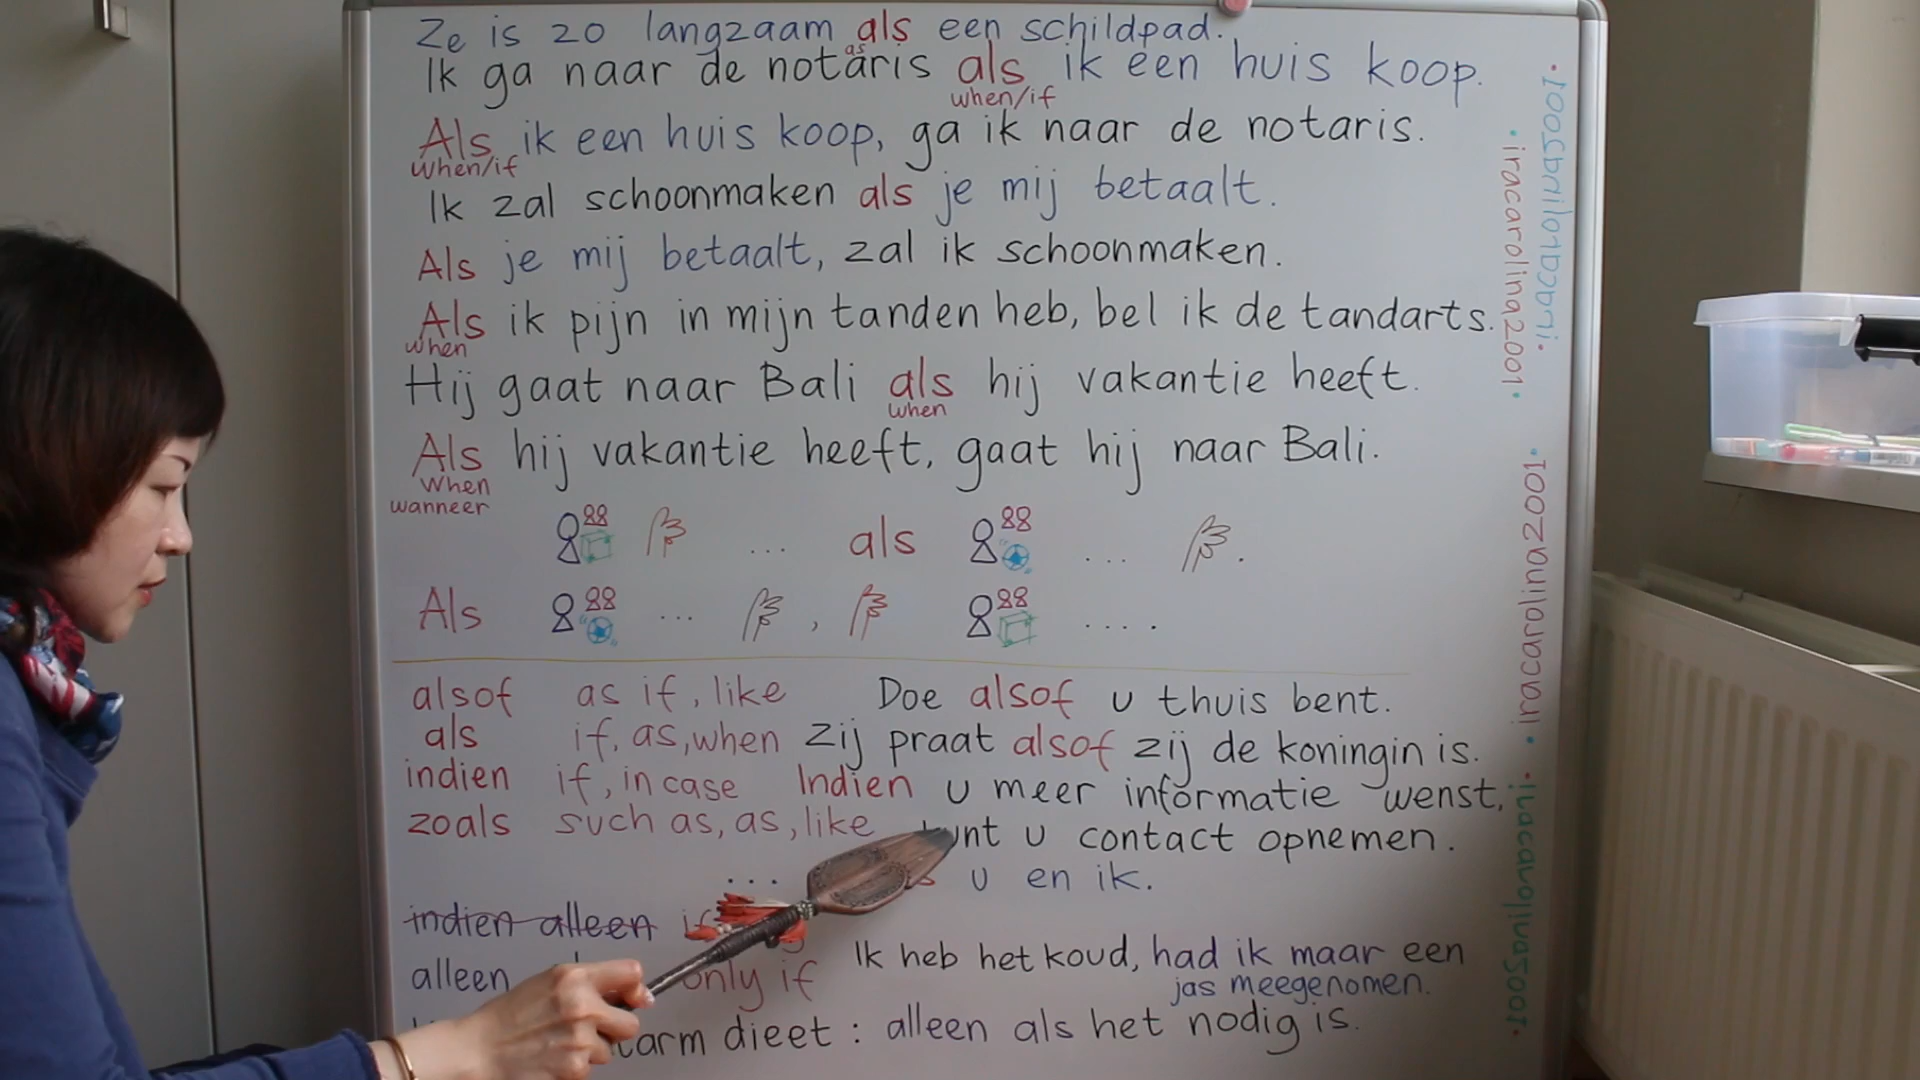 Ze is zo langzaam als een schildpad.
as
Ik ga naar de notaris als ik een huis koop.
when/if
Als ik een huis koop, ga ik naar de notaris.
when/if
Ik zal schoonmaken als je mij betaalt.
Als je mij betaalt, zal ik schoonmaken.
Als ik pijn in mijn tanden heb, bel ik de tandarts.
when
Hij gaat naar Bali als hij vakantie heeft.
when
Als hij vakantie heeft, gaat hij naar Bali.
When
wanneer
... als ....
Als ... , ....
alsof as if, like Doe alsof u thuis bent.
als if, as, when Zij praat alsof zij de koningin is.
indien if, in case Indien u meer informatie wenst,
zoals such as, as, like u contact opnemen.
... u en ik.
indien alleen
alleen only if Ik heb het koud, had ik maar een
jas meegenomen.
dieet: alleen als het nodig is.
iracarolina2001.
iracarolina2001.
iracarolina2001.
iracarolina2001.